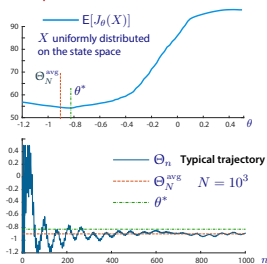 E[J_θ(X)]
X uniformly distributed
on the state space
Θ_N^avg
θ*
90
80
70
60
50
-1.2 -1 -0.8 -0.6 -0.4 -0.2 0 0.2 0.4 θ
0.4
0.2
0
-0.2
-0.4
-0.6
-0.8
-1
-1.2
Θ_n Typical trajectory
Θ_N^avg N = 10^3
θ*
0 200 400 600 800 1000 n